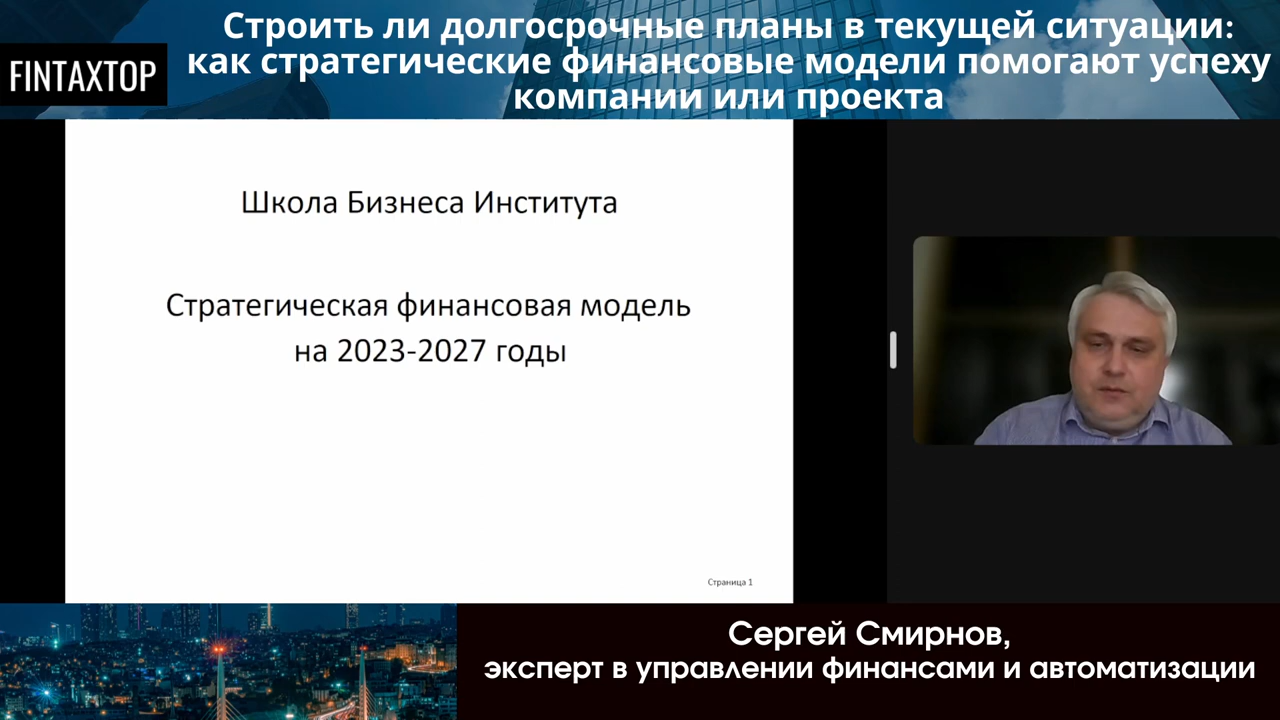 Строить ли долгосрочные планы в текущей ситуации:
как стратегические финансовые модели помогают успеху
компании или проекта
FINTAXTOP
Школа Бизнеса Института
Стратегическая финансовая модель
на 2023-2027 годы
Страница 1
Сергей Смирнов,
эксперт в управлении финансами и автоматизации